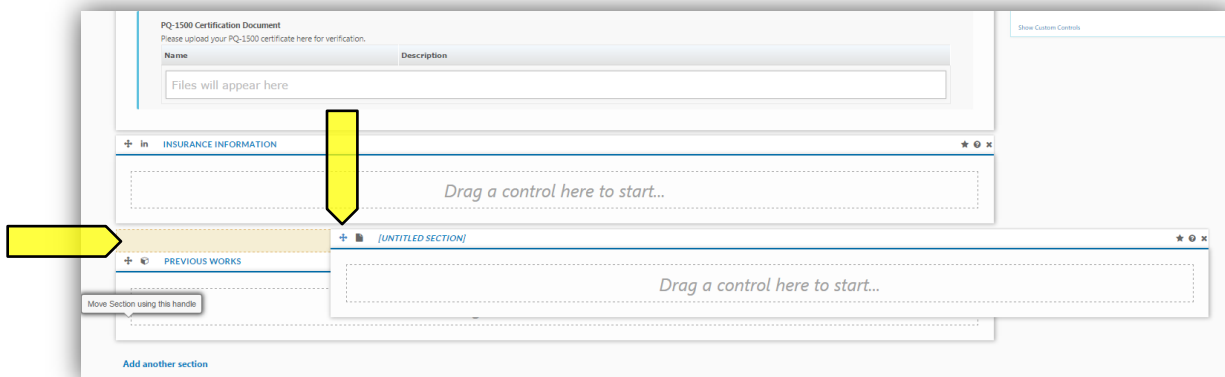 PQ-1500 Certification Document
Please upload your PQ-1500 certificate here for verification.
Name Description
Files will appear here
Show Custom Controls
in INSURANCE INFORMATION
Drag a control here to start...
[UNTITLED SECTION]
PREVIOUS WORKS
Drag a control here to start...
Move Section using this handle
Add another section